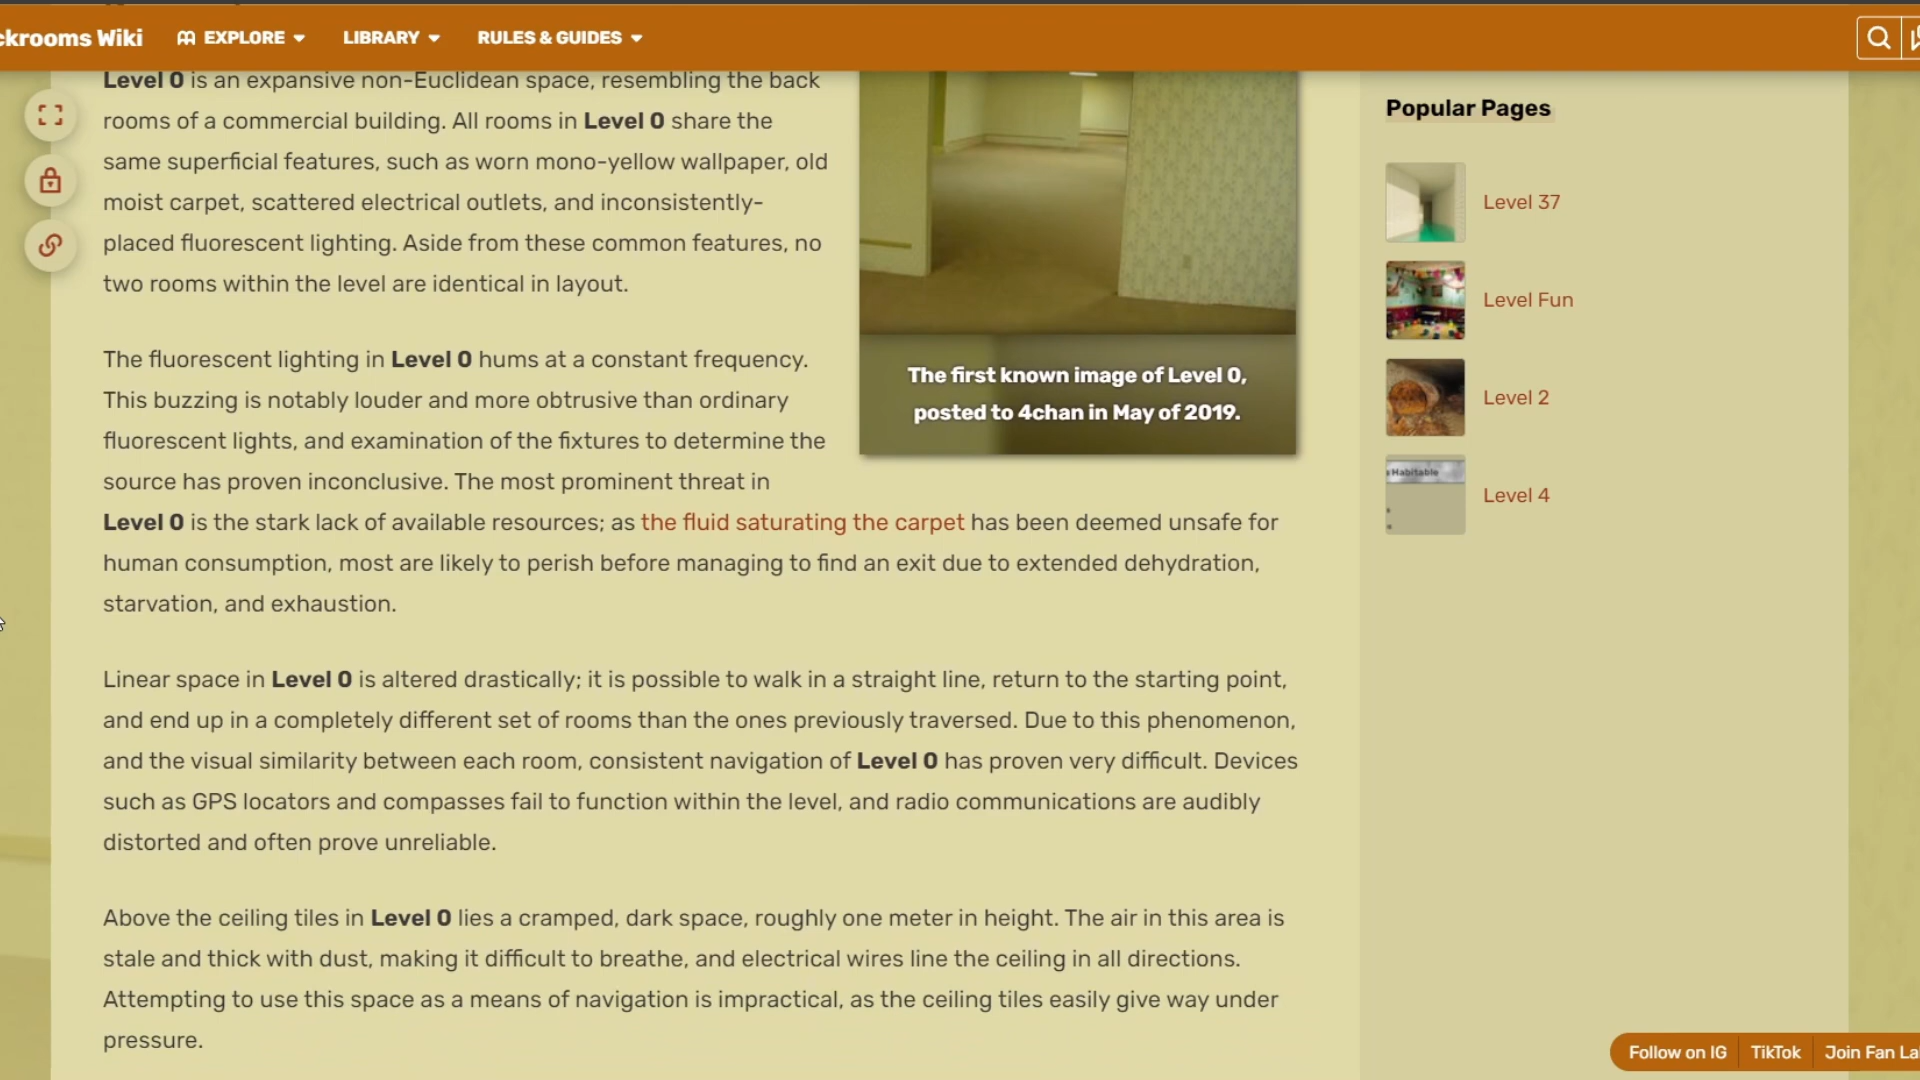 ckrooms Wiki
EXPLORE
LIBRARY
RULES & GUIDES
Level 0 is an expansive non-Euclidean space, resembling the back
rooms of a commercial building. All rooms in Level 0 share the
same superficial features, such as worn mono-yellow wallpaper, old
moist carpet, scattered electrical outlets, and inconsistently-
placed fluorescent lighting. Aside from these common features, no
two rooms within the level are identical in layout.
The fluorescent lighting in Level 0 hums at a constant frequency.
This buzzing is notably louder and more obtrusive than ordinary
fluorescent lights, and examination of the fixtures to determine the
source has proven inconclusive. The most prominent threat in
Level 0 is the stark lack of available resources; as the fluid saturating the carpet has been deemed unsafe for
human consumption, most are likely to perish before managing to find an exit due to extended dehydration,
starvation, and exhaustion.
The first known image of Level 0,
posted to 4chan in May of 2019.
Linear space in Level 0 is altered drastically; it is possible to walk in a straight line, return to the starting point,
and end up in a completely different set of rooms than the ones previously traversed. Due to this phenomenon,
and the visual similarity between each room, consistent navigation of Level 0 has proven very difficult. Devices
such as GPS locators and compasses fail to function within the level, and radio communications are audibly
distorted and often prove unreliable.
Above the ceiling tiles in Level 0 lies a cramped, dark space, roughly one meter in height. The air in this area is
stale and thick with dust, making it difficult to breathe, and electrical wires line the ceiling in all directions.
Attempting to use this space as a means of navigation is impractical, as the ceiling tiles easily give way under
pressure.
Popular Pages
Level 37
Level Fun
Level 2
s Habitable
Level 4
Follow on IG
TikTok
Join Fan La